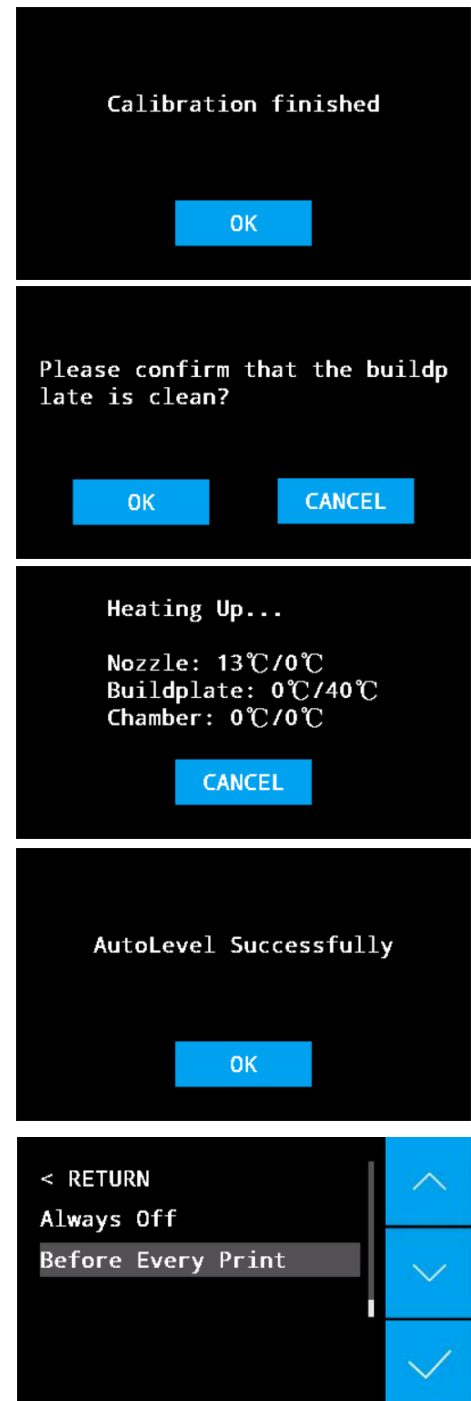 Calibration finished
OK
Please confirm that the buildp
late is clean?
OK CANCEL
Heating Up...
Nozzle: 13℃/0℃
Buildplate: 0℃/40℃
Chamber: 0℃/0℃
CANCEL
AutoLevel Successfully
OK
< RETURN
Always Off
Before Every Print